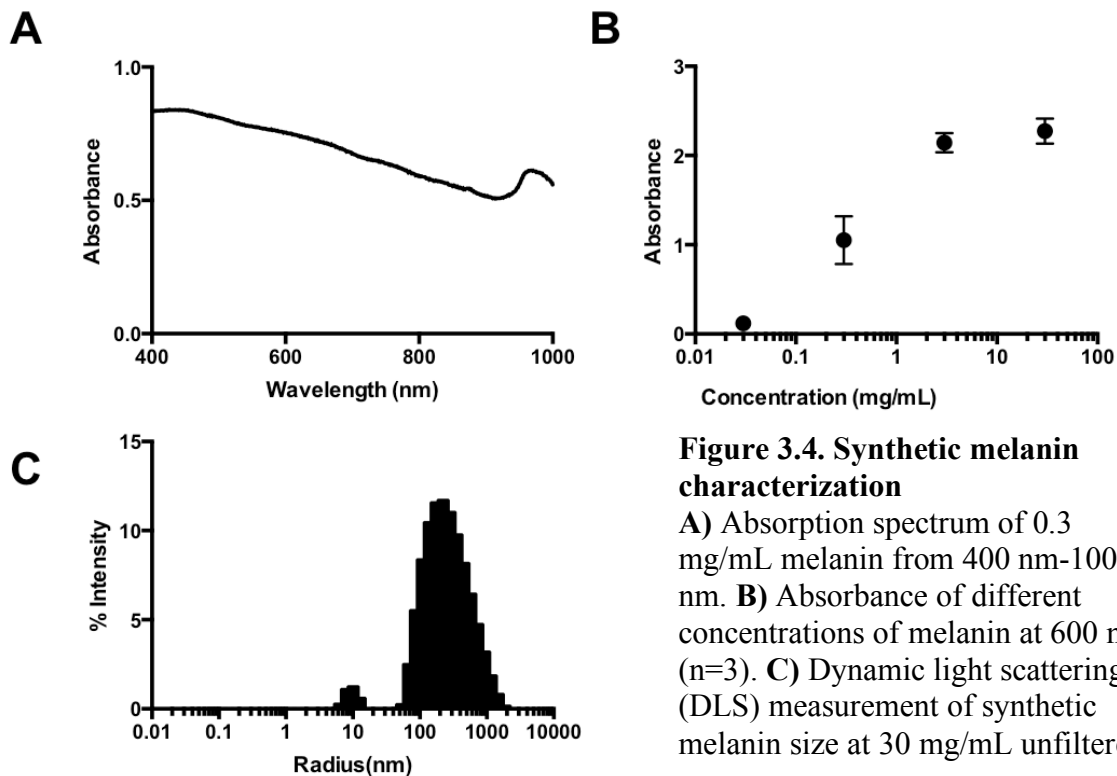 A
1.0
0.5
0.0
Absorbance
400
600
800
1000
Wavelength (nm)
B
3
2
1
0
Absorbance
0.01
0.1
1
10
100
Concentration (mg/mL)
C
15
10
5
0
% Intensity
0.01
0.1
1
10
100
1000
10000
Radius(nm)
Figure 3.4. Synthetic melanin
characterization
A) Absorption spectrum of 0.3
mg/mL melanin from 400 nm-100
nm. B) Absorbance of different
concentrations of melanin at 600 n
(n=3). C) Dynamic light scattering
(DLS) measurement of synthetic
melanin size at 30 mg/mL unfiltere